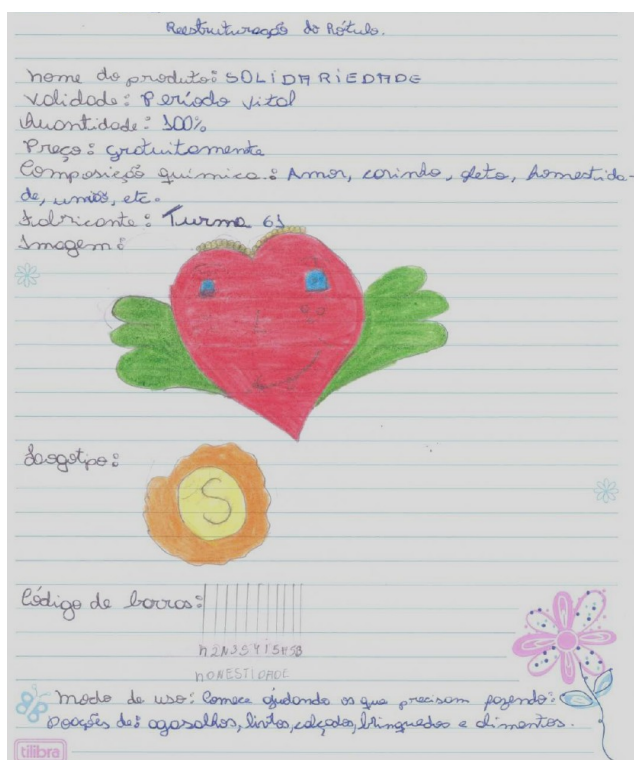 Reestruturação do Rótulo.
nome do produto: SOLIDARIEDADE
validade: Período vital
Quantidade: 100%
Preço: gratuitamente
Composição química: Amor, carinho, afeto, homestida-
de, união, etc.
Fabricante: Turma 61
Imagem:
Logotipo:
S
Código de barras:
HONESTIDADE
modo de uso: Comece ajudando os que precisam fazendo:
Doações de: agasalhos, livros, calçados, brinquedos e alimentos.
tilibra